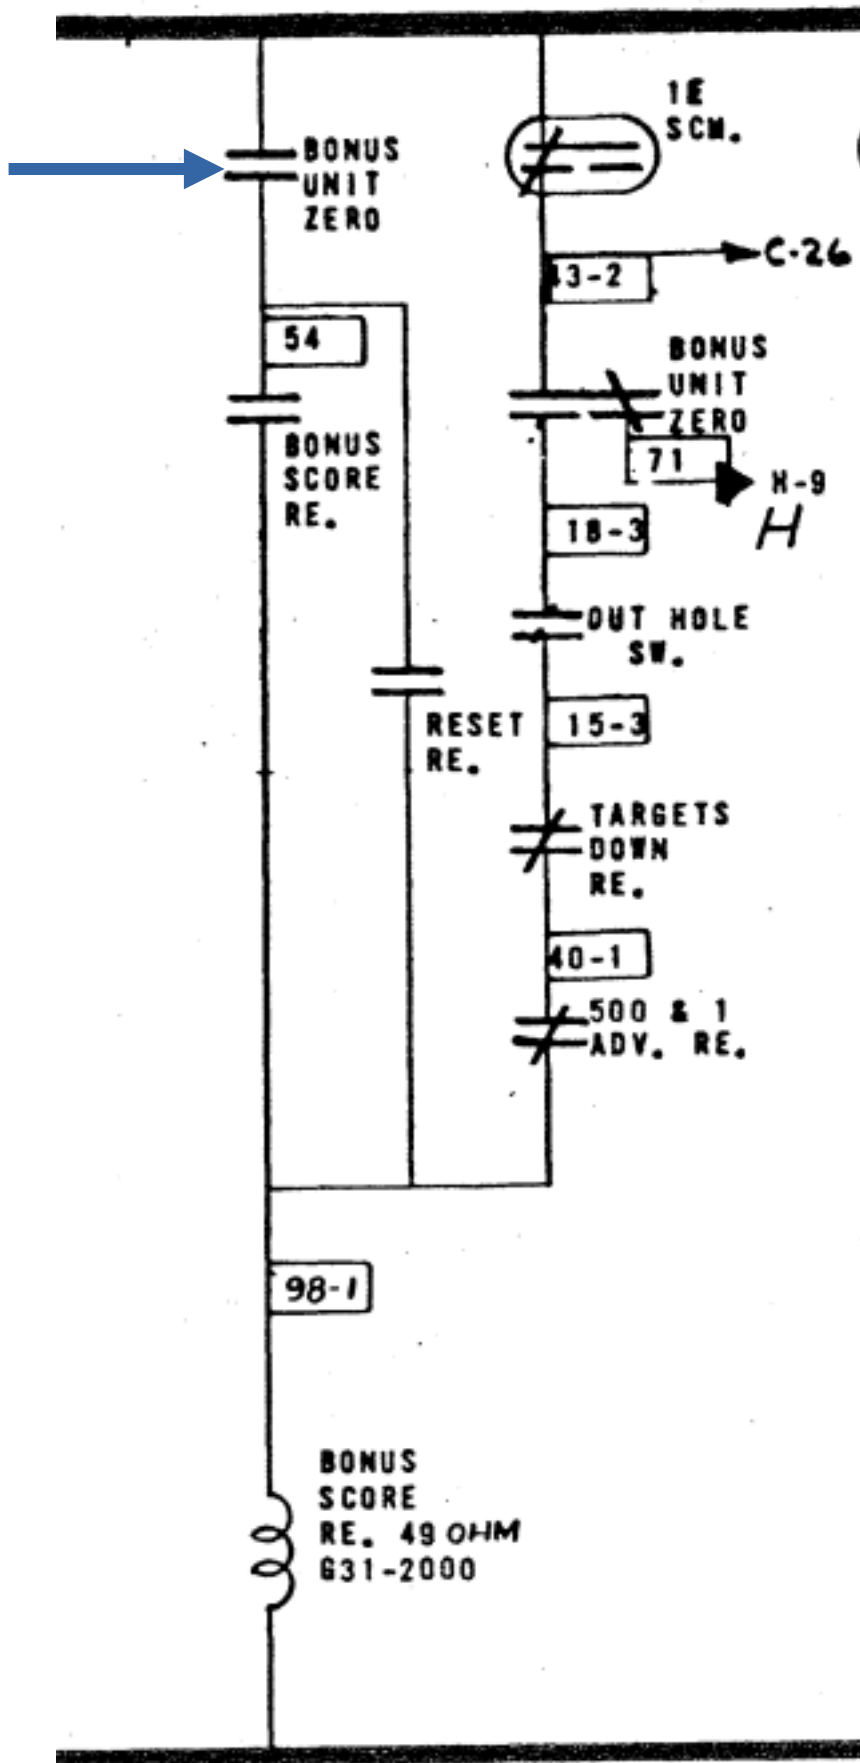 BONUS
UNIT
ZERO
1E
SCM.
C-26
43-2
54
BONUS
UNIT
ZERO
BONUS
SCORE
RE.
71
H-9
H
18-3
OUT HOLE
SW.
RESET
RE.
15-3
TARGETS
DOWN
RE.
40-1
500 & 1
ADV. RE.
98-1
BONUS
SCORE
RE. 49 OHM
G31-2000